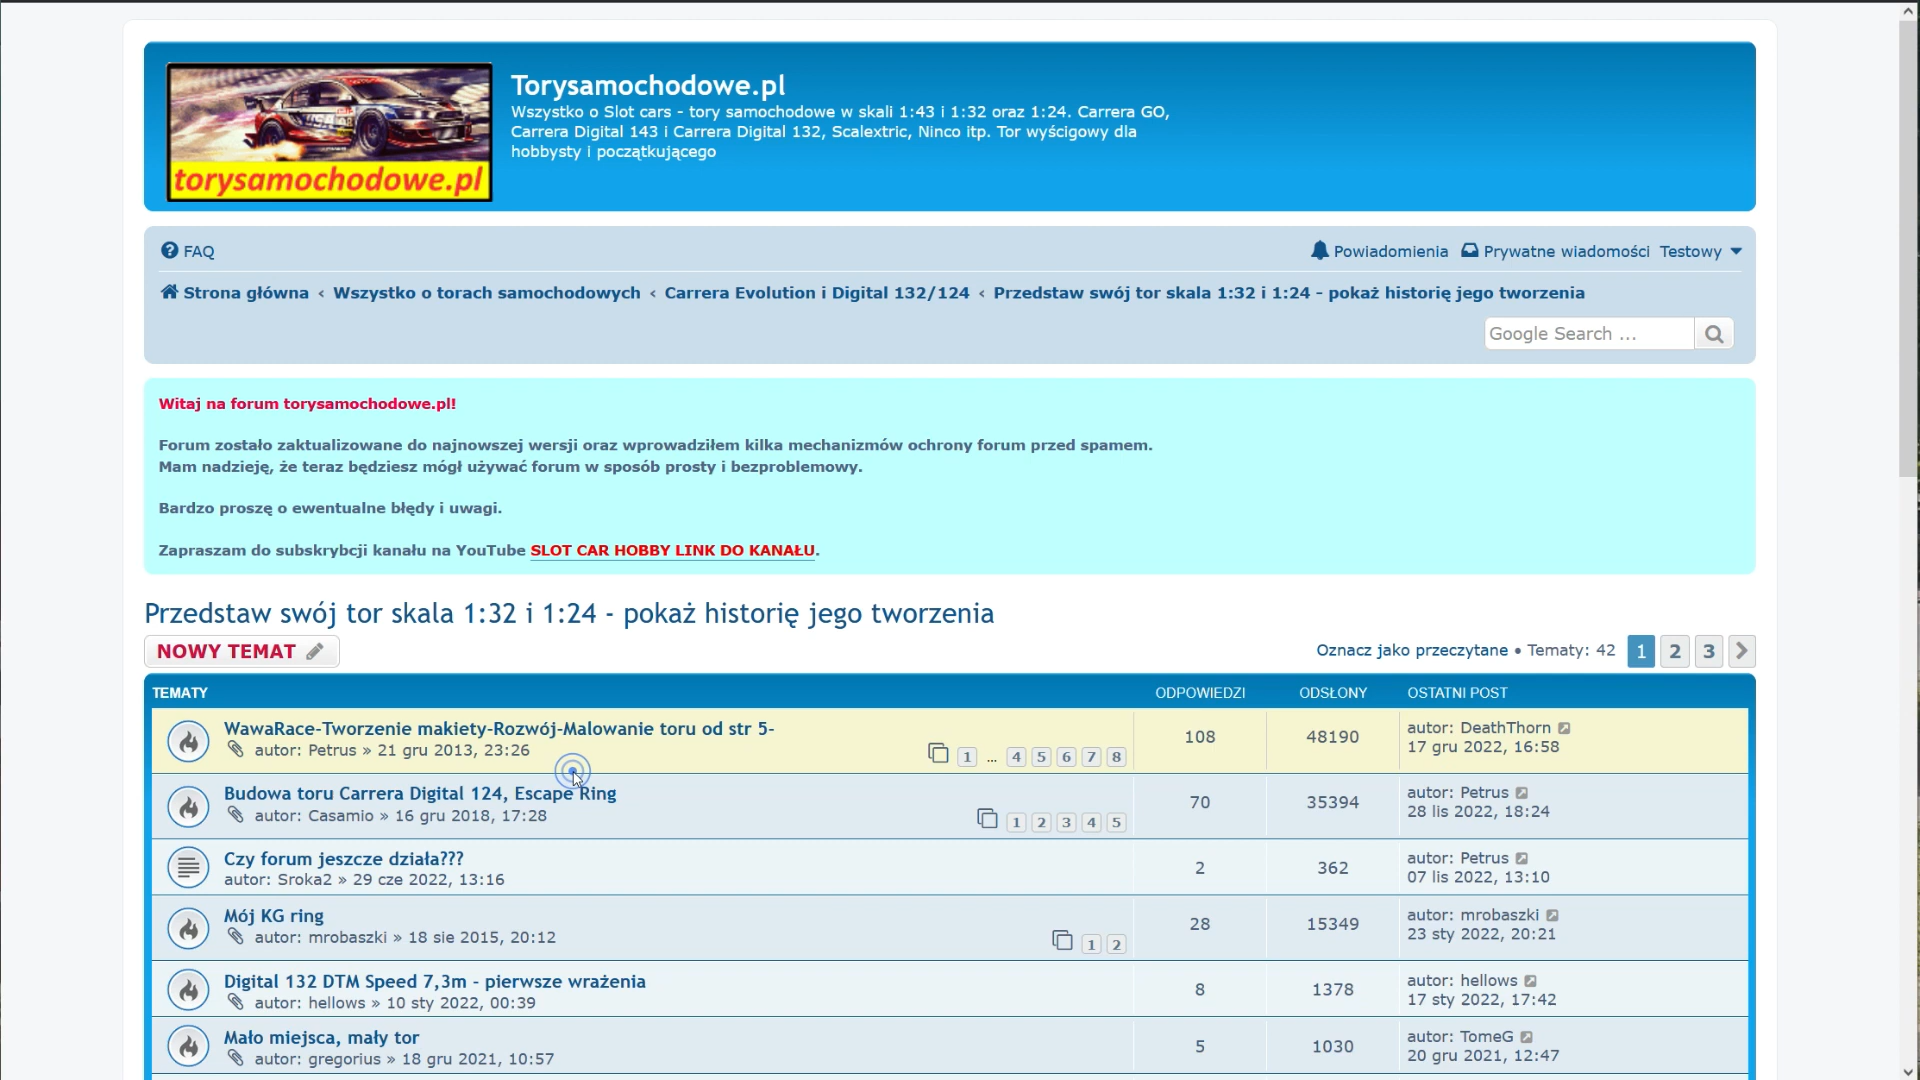 Torysamochodowe.pl
Wszystko o Slot cars - tory samochodowe w skali 1:43 i 1:32 oraz 1:24. Carrera GO,
Carrera Digital 143 i Carrera Digital 132, Scalextric, Ninco itp. Tor wyścigowy dla
hobbysty i początkującego
torysamochodowe.pl
FAQ
Powiadomienia Prywatne wiadomości Testowy
Strona główna ‹ Wszystko o torach samochodowych ‹ Carrera Evolution i Digital 132/124 ‹ Przedstaw swój tor skala 1:32 i 1:24 - pokaż historię jego tworzenia
Google Search ...
Witaj na forum torysamochodowe.pl!
Forum zostało zaktualizowane do najnowszej wersji oraz wprowadziłem kilka mechanizmów ochrony forum przed spamem.
Mam nadzieję, że teraz będziesz mógł używać forum w sposób prosty i bezproblemowy.
Bardzo proszę o ewentualne błędy i uwagi.
Zapraszam do subskrybcji kanału na YouTube SLOT CAR HOBBY LINK DO KANAŁU.
Przedstaw swój tor skala 1:32 i 1:24 - pokaż historię jego tworzenia
NOWY TEMAT
Oznacz jako przeczytane • Tematy: 42 1 2 3
TEMATY ODPOWIEDZI ODSŁONY OSTATNI POST
WawaRace-Tworzenie makiety-Rozwój-Malowanie toru od str 5-
autor: Petrus » 21 gru 2013, 23:26
1 ... 4 5 6 7 8
108
48190
autor: DeathThorn
17 gru 2022, 16:58
Budowa toru Carrera Digital 124, Escape Ring
autor: Casamio » 16 gru 2018, 17:28
1 2 3 4 5
70
35394
autor: Petrus
28 lis 2022, 18:24
Czy forum jeszcze działa???
autor: Sroka2 » 29 cze 2022, 13:16
2
362
autor: Petrus
07 lis 2022, 13:10
Mój KG ring
autor: mrobaszki » 18 sie 2015, 20:12
1 2
28
15349
autor: mrobaszki
23 sty 2022, 20:21
Digital 132 DTM Speed 7,3m - pierwsze wrażenia
autor: hellows » 10 sty 2022, 00:39
8
1378
autor: hellows
17 sty 2022, 17:42
Mało miejsca, mały tor
autor: gregorius » 18 gru 2021, 10:57
5
1030
autor: TomeG
20 gru 2021, 12:47